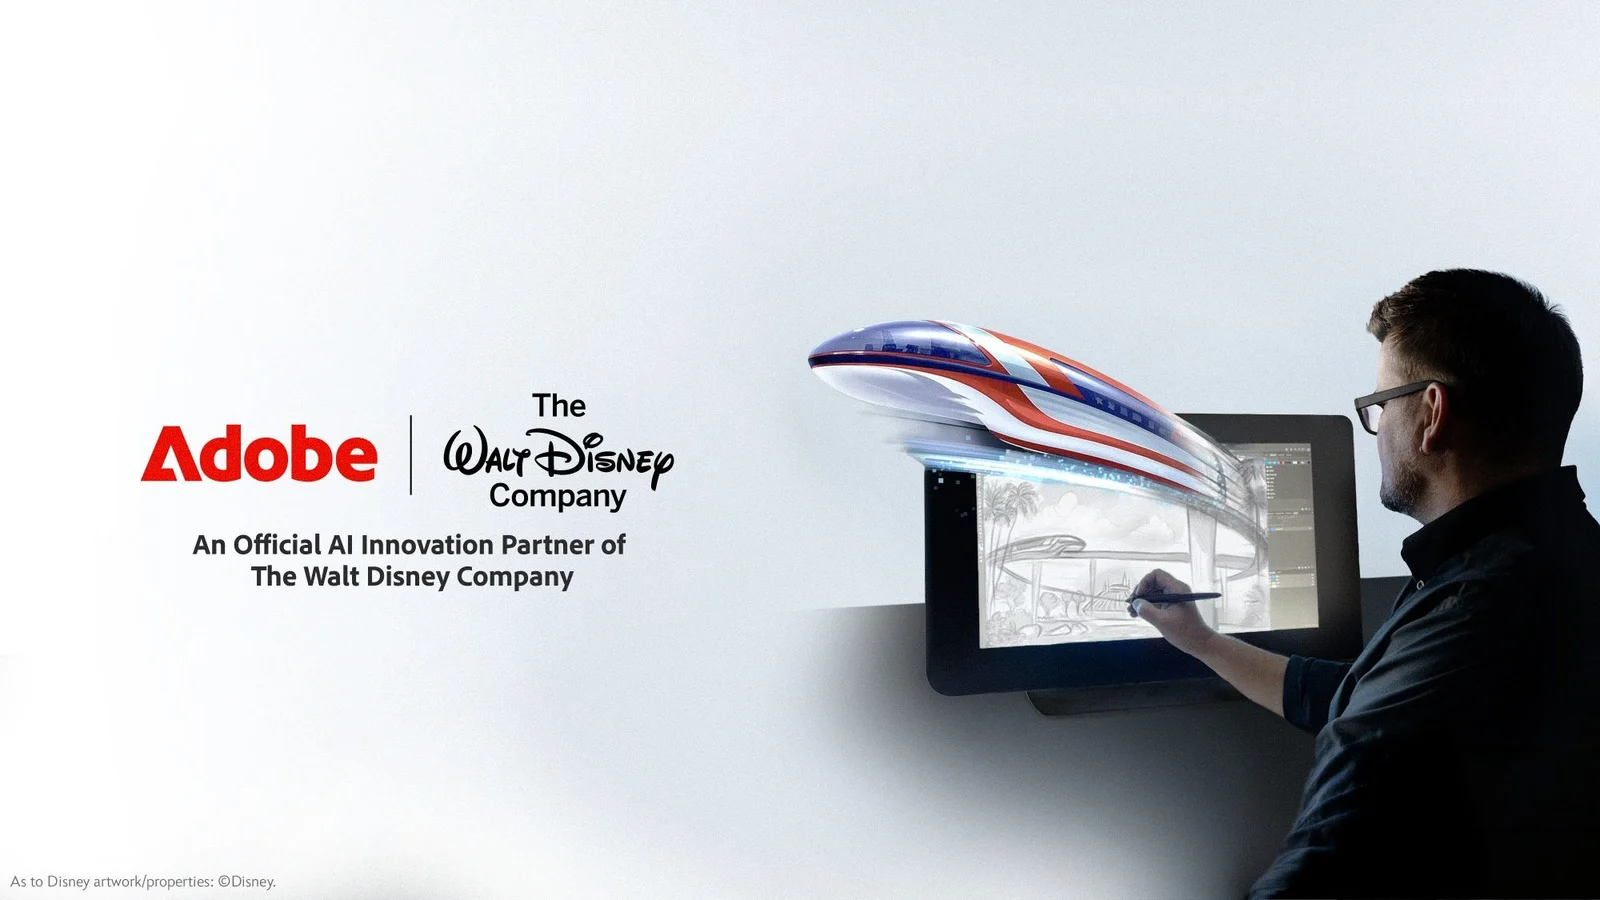 Adobe
The
Walt Disney
Company
An Official AI Innovation Partner of
The Walt Disney Company
As to Disney artwork/properties: ©Disney.